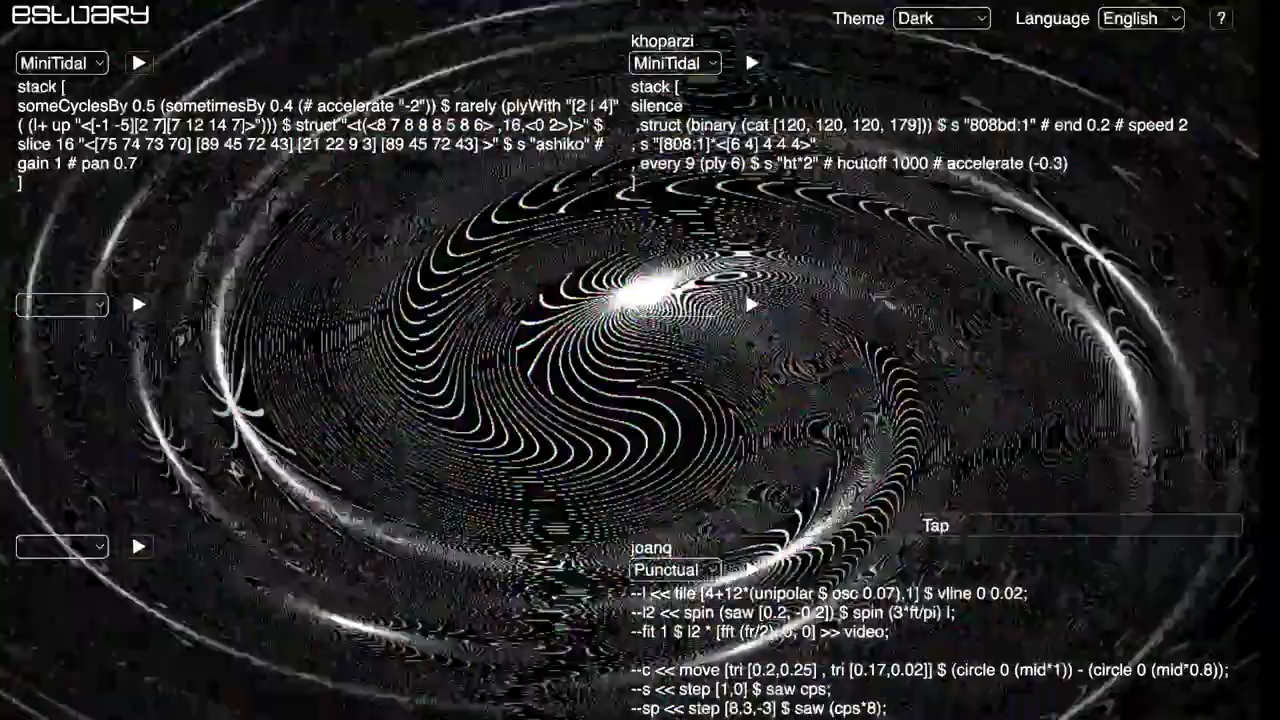 estuary
Theme Dark Language English ?
MiniTidal
stack [
someCyclesBy 0.5 (sometimesBy 0.4 (# accelerate "-2")) $ rarely (plyWith "[2 | 4]"
( (|+ up "<[-1 -5][2 7][7 12 14 7]>"))) $ struct "<t(<8 7 8 8 8 5 8 6> ,16,<0 2>)>" $
slice 16 "<[75 74 73 70] [89 45 72 43] [21 22 9 3] [89 45 72 43] >" $ s "ashiko" #
gain 1 # pan 0.7
]
khoparzi
MiniTidal
stack [
silence
,struct (binary (cat [120, 120, 120, 179])) $ s "808bd:1" # end 0.2 # speed 2
, s "[808:1]*<[6 4] 4 4 4>"
, every 9 (ply 6) $ s "ht*2" # hcutoff 1000 # accelerate (-0.3)
]
Tap
joanq
Punctual
--l << tile [4+12*(unipolar $ osc 0.07),1] $ vline 0 0.02;
--l2 << spin (saw [0.2, -0.2]) $ spin (3*ft/pi) l;
--fit 1 $ l2 * [fft (fr/2), 0, 0] >> video;
--c << move [tri [0.2,0.25] , tri [0.17,0.02]] $ (circle 0 (mid*1)) - (circle 0 (mid*0.8));
--s << step [1,0] $ saw cps;
--sp << step [8,3,-3] $ saw (cps*8);